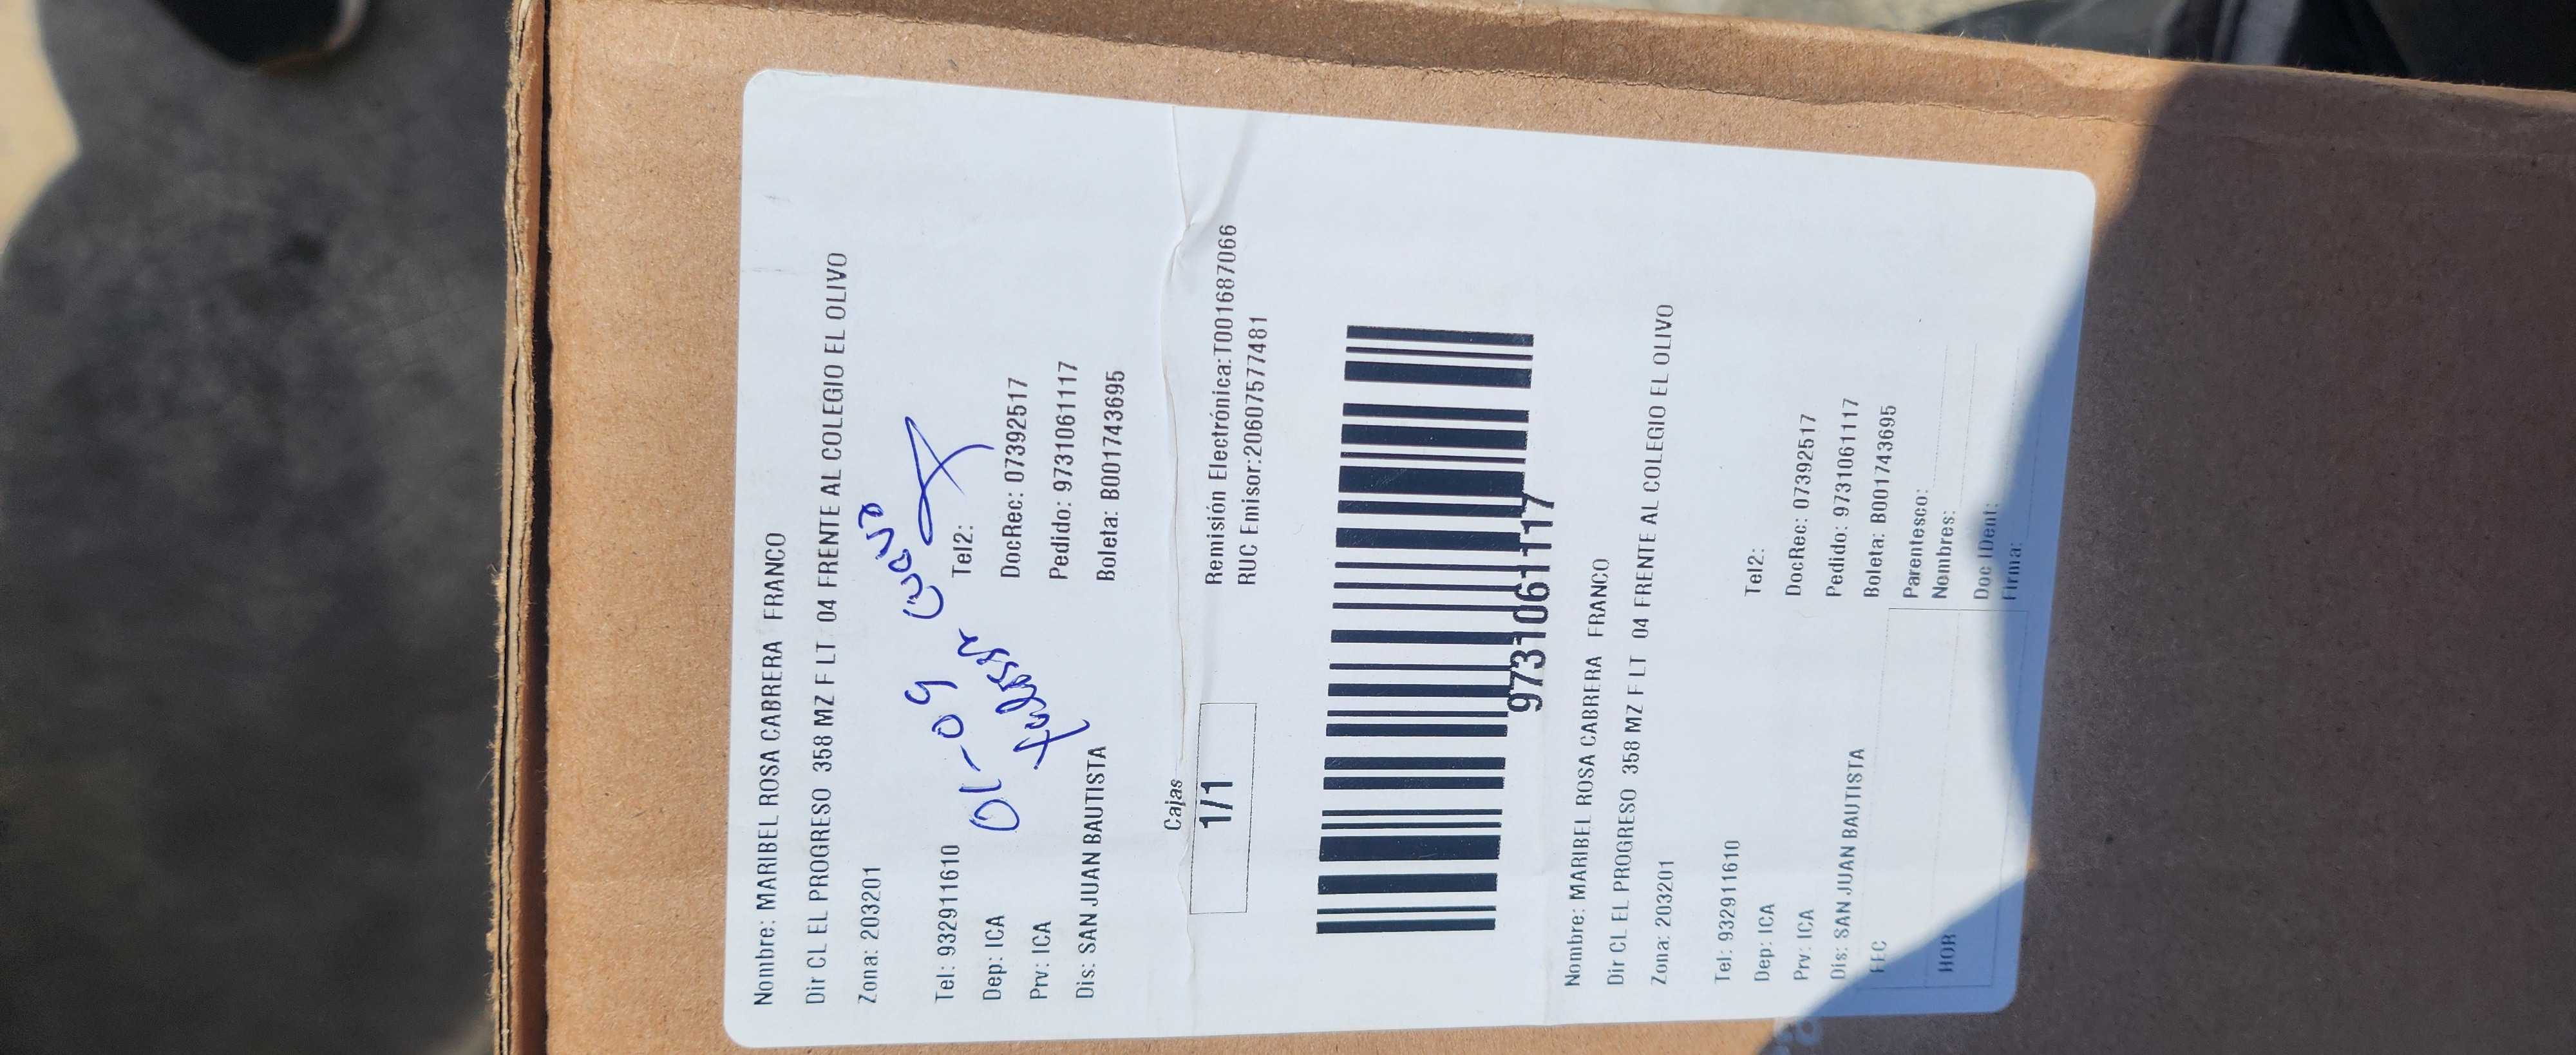 Nombre: MARIBEL ROSA CABRERA FRANCO
Dir CL EL PROGRESO 358 MZ F LT 04 FRENTE AL COLEGIO EL OLIVO
Zona: 203201
Tel: 932911610 Tel2:
01-09
Dep: ICA DocRec: 07392517
Prv: ICA Pedido: 9731061117
Dis: SAN JUAN BAUTISTA Boleta: B001743695
Cajas
1/1
Remisión Electrónica:T001687066
RUC Emisor:20607577481
9731061117
Nombre: MARIBEL ROSA CABRERA FRANCO
Dir CL EL PROGRESO 358 MZ F LT 04 FRENTE AL COLEGIO EL OLIVO
Zona: 203201
Tel: 932911610 Tel2:
Dep: ICA DocRec: 07392517
Prv: ICA Pedido: 9731061117
Dis: SAN JUAN BAUTISTA Boleta: B001743695
FEC Parentesco:
Nombres:
HOR Doc IDent:
Firma: